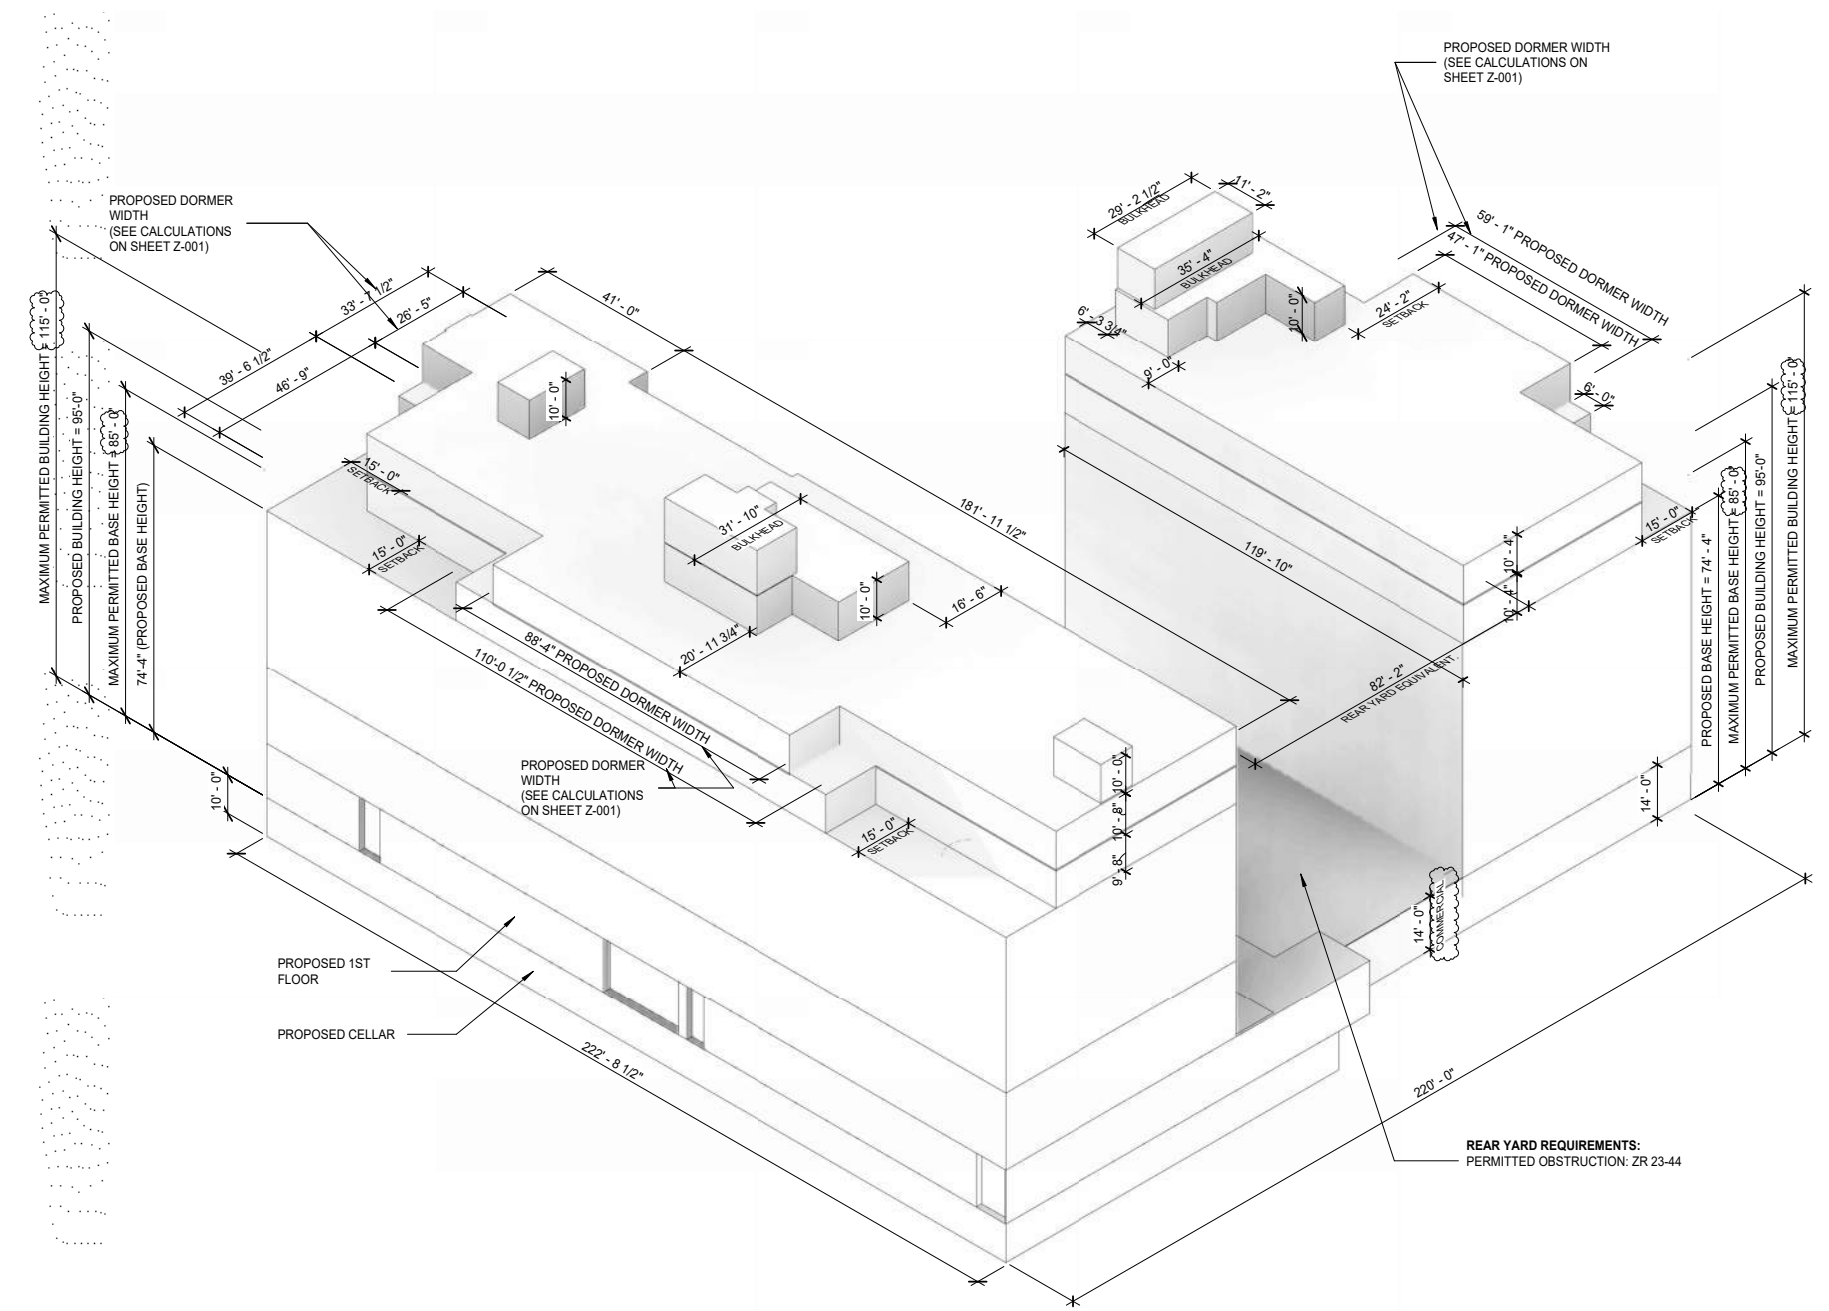 PROPOSED DORMER WIDTH
(SEE CALCULATIONS ON
SHEET Z-001)
PROPOSED DORMER
WIDTH
(SEE CALCULATIONS
ON SHEET Z-001)
29' - 2 1/2"
BULKHEAD
11' - 2"
35' - 4"
BULKHEAD
6' - 3 3/4"
9' - 0"
10' - 0"
24' - 2"
SETBACK
59' - 1" PROPOSED DORMER WIDTH
47' - 1" PROPOSED DORMER WIDTH
6' - 0"
33' - 7 1/2"
26' - 5"
39' - 6 1/2"
46' - 9"
41' - 0"
10' - 0"
15' - 0"
SETBACK
15' - 0"
SETBACK
MAXIMUM PERMITTED BUILDING HEIGHT = 115' - 0"
PROPOSED BUILDING HEIGHT = 95'-0"
MAXIMUM PERMITTED BASE HEIGHT = 85' - 0"
74'-4" (PROPOSED BASE HEIGHT)
31' - 10"
BULKHEAD
10' - 0"
16' - 6"
181' - 11 1/2"
119' - 10"
20' - 11 3/4"
88'-4" PROPOSED DORMER WIDTH
110'-0 1/2" PROPOSED DORMER WIDTH
PROPOSED DORMER
WIDTH
(SEE CALCULATIONS
ON SHEET Z-001)
15' - 0"
SETBACK
10' - 0"
10' - 8"
9' - 8"
10' - 4"
10' - 4"
15' - 0"
SETBACK
82' - 2"
REAR YARD EQUIVALENT.
PROPOSED BASE HEIGHT = 74' - 4"
MAXIMUM PERMITTED BASE HEIGHT = 85' - 0"
PROPOSED BUILDING HEIGHT = 95'-0"
MAXIMUM PERMITTED BUILDING HEIGHT = 115' - 0"
14' - 0"
14' - 0"
COMMERCIAL
10' - 0"
PROPOSED 1ST
FLOOR
PROPOSED CELLAR
222' - 8 1/2"
220' - 0"
REAR YARD REQUIREMENTS:
PERMITTED OBSTRUCTION: ZR 23-44